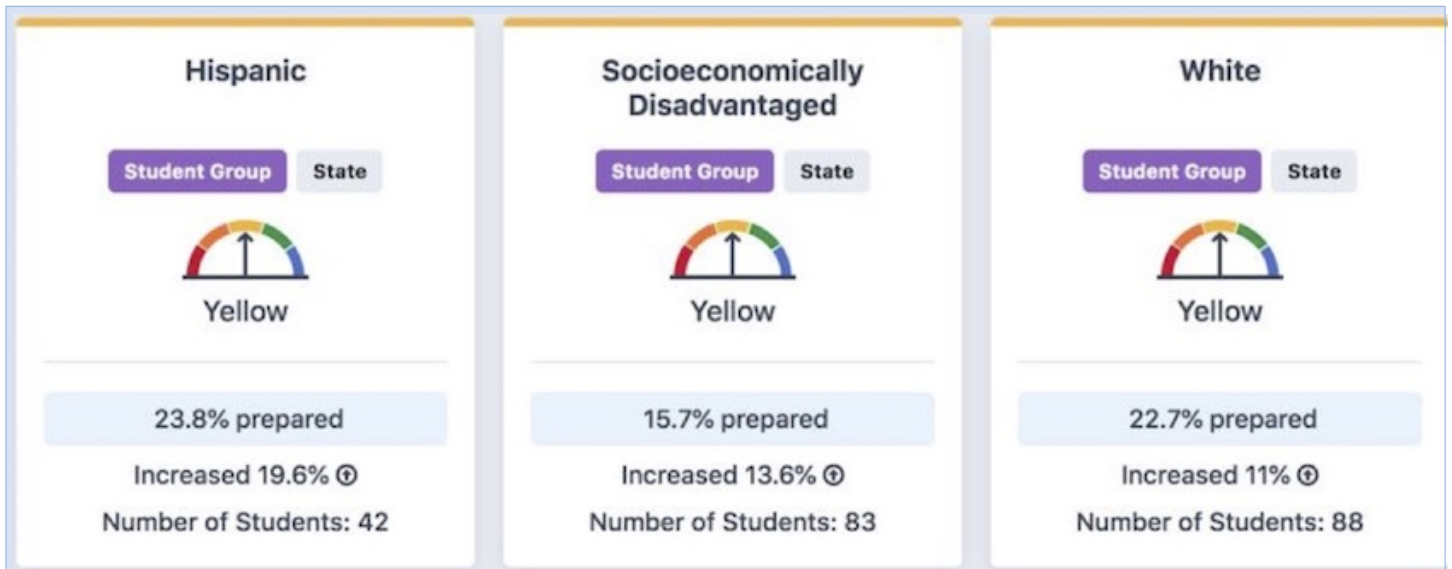 Hispanic
Student Group State
Yellow
23.8% prepared
Increased 19.6%
Number of Students: 42
Socioeconomically
Disadvantaged
Student Group State
Yellow
15.7% prepared
Increased 13.6%
Number of Students: 83
White
Student Group State
Yellow
22.7% prepared
Increased 11%
Number of Students: 88